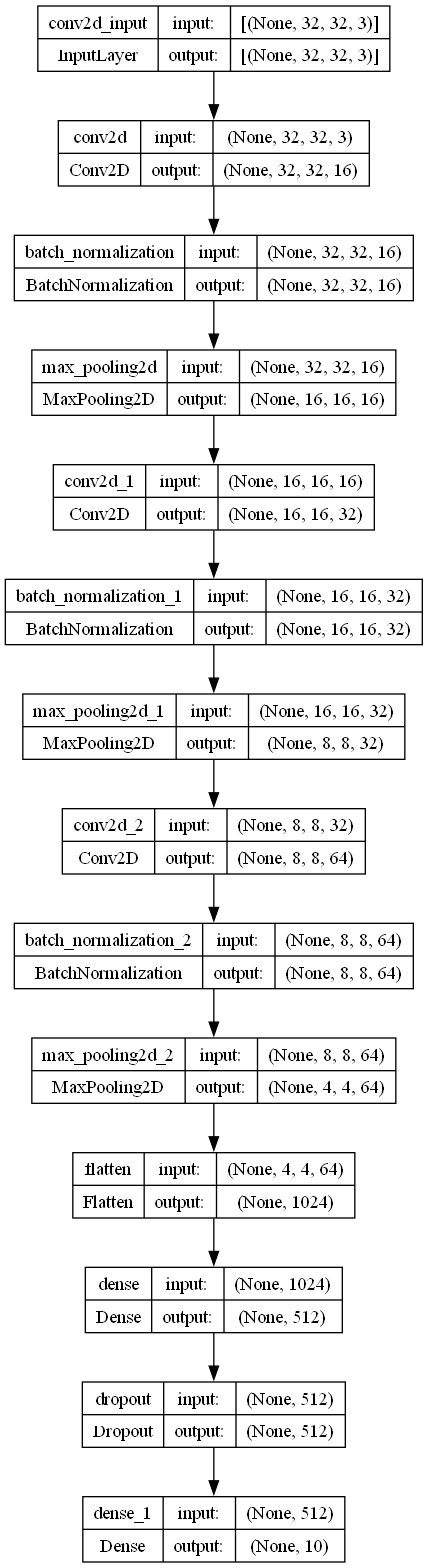 conv2d_input input: [(None, 32, 32, 3)]
InputLayer output: [(None, 32, 32, 3)]
conv2d input: (None, 32, 32, 3)
Conv2D output: (None, 32, 32, 16)
batch_normalization input: (None, 32, 32, 16)
BatchNormalization output: (None, 32, 32, 16)
max_pooling2d input: (None, 32, 32, 16)
MaxPooling2D output: (None, 16, 16, 16)
conv2d_1 input: (None, 16, 16, 16)
Conv2D output: (None, 16, 16, 32)
batch_normalization_1 input: (None, 16, 16, 32)
BatchNormalization output: (None, 16, 16, 32)
max_pooling2d_1 input: (None, 16, 16, 32)
MaxPooling2D output: (None, 8, 8, 32)
conv2d_2 input: (None, 8, 8, 32)
Conv2D output: (None, 8, 8, 64)
batch_normalization_2 input: (None, 8, 8, 64)
BatchNormalization output: (None, 8, 8, 64)
max_pooling2d_2 input: (None, 8, 8, 64)
MaxPooling2D output: (None, 4, 4, 64)
flatten input: (None, 4, 4, 64)
Flatten output: (None, 1024)
dense input: (None, 1024)
Dense output: (None, 512)
dropout input: (None, 512)
Dropout output: (None, 512)
dense_1 input: (None, 512)
Dense output: (None, 10)